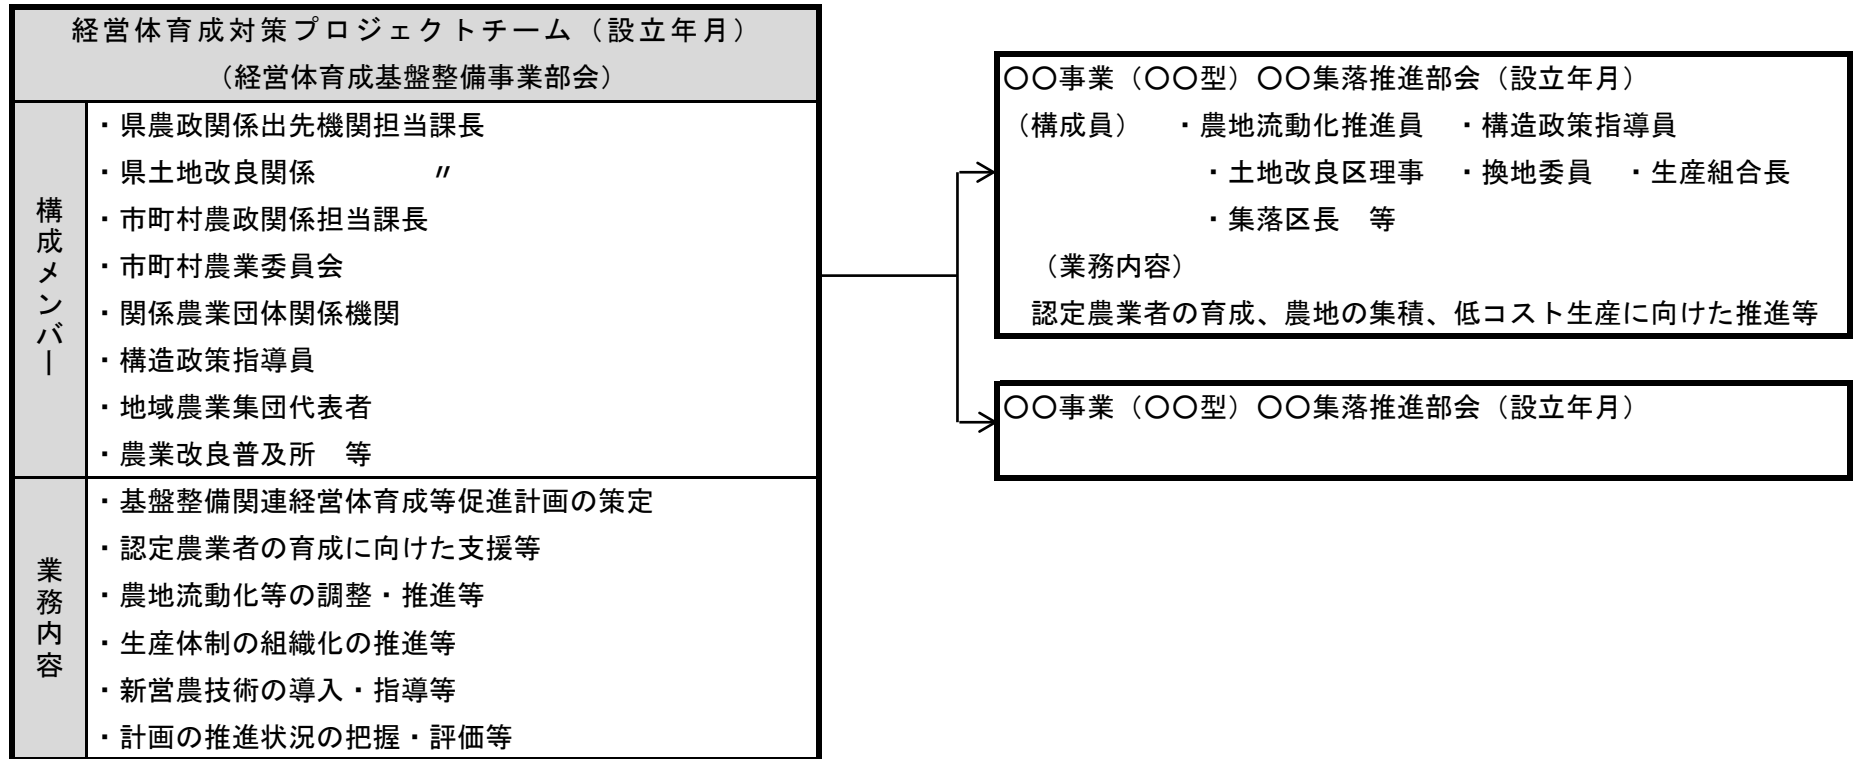 経営体育成対策プロジェクトチーム（設立年月）
（経営体育成基盤整備事業部会）
構成メンバー
・県農政関係出先機関担当課長
・県土地改良関係　　　　〃
・市町村農政関係担当課長
・市町村農業委員会
・関係農業団体関係機関
・構造政策指導員
・地域農業集団代表者
・農業改良普及所　等
業務内容
・基盤整備関連経営体育成等促進計画の策定
・認定農業者の育成に向けた支援等
・農地流動化等の調整・推進等
・生産体制の組織化の推進等
・新営農技術の導入・指導等
・計画の推進状況の把握・評価等
〇〇事業（〇〇型）〇〇集落推進部会（設立年月）
（構成員）　・農地流動化推進員　・構造政策指導員
・土地改良区理事　・換地委員　・生産組合長
・集落区長　等
（業務内容）
認定農業者の育成、農地の集積、低コスト生産に向けた推進等
〇〇事業（〇〇型）〇〇集落推進部会（設立年月）